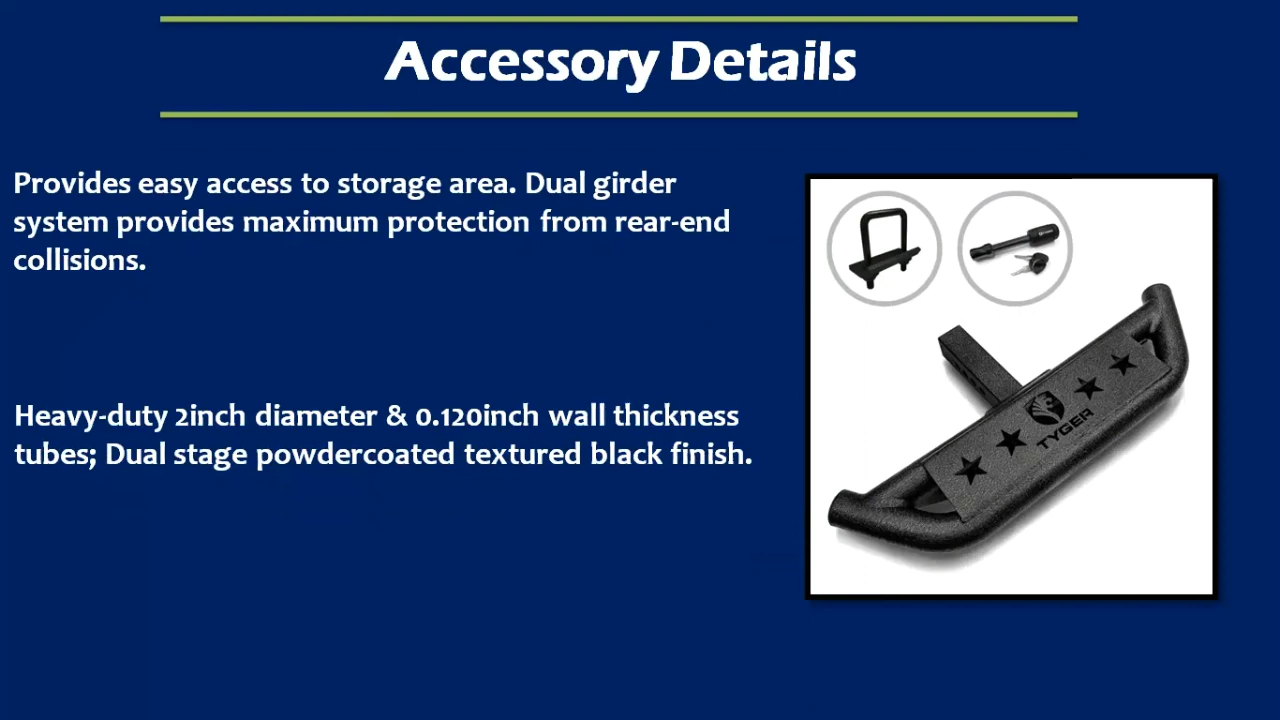 Accessory Details
Provides easy access to storage area. Dual girder
system provides maximum protection from rear-end
collisions.
Heavy-duty 2inch diameter & 0.120inch wall thickness
tubes; Dual stage powdercoated textured black finish.
TYGER